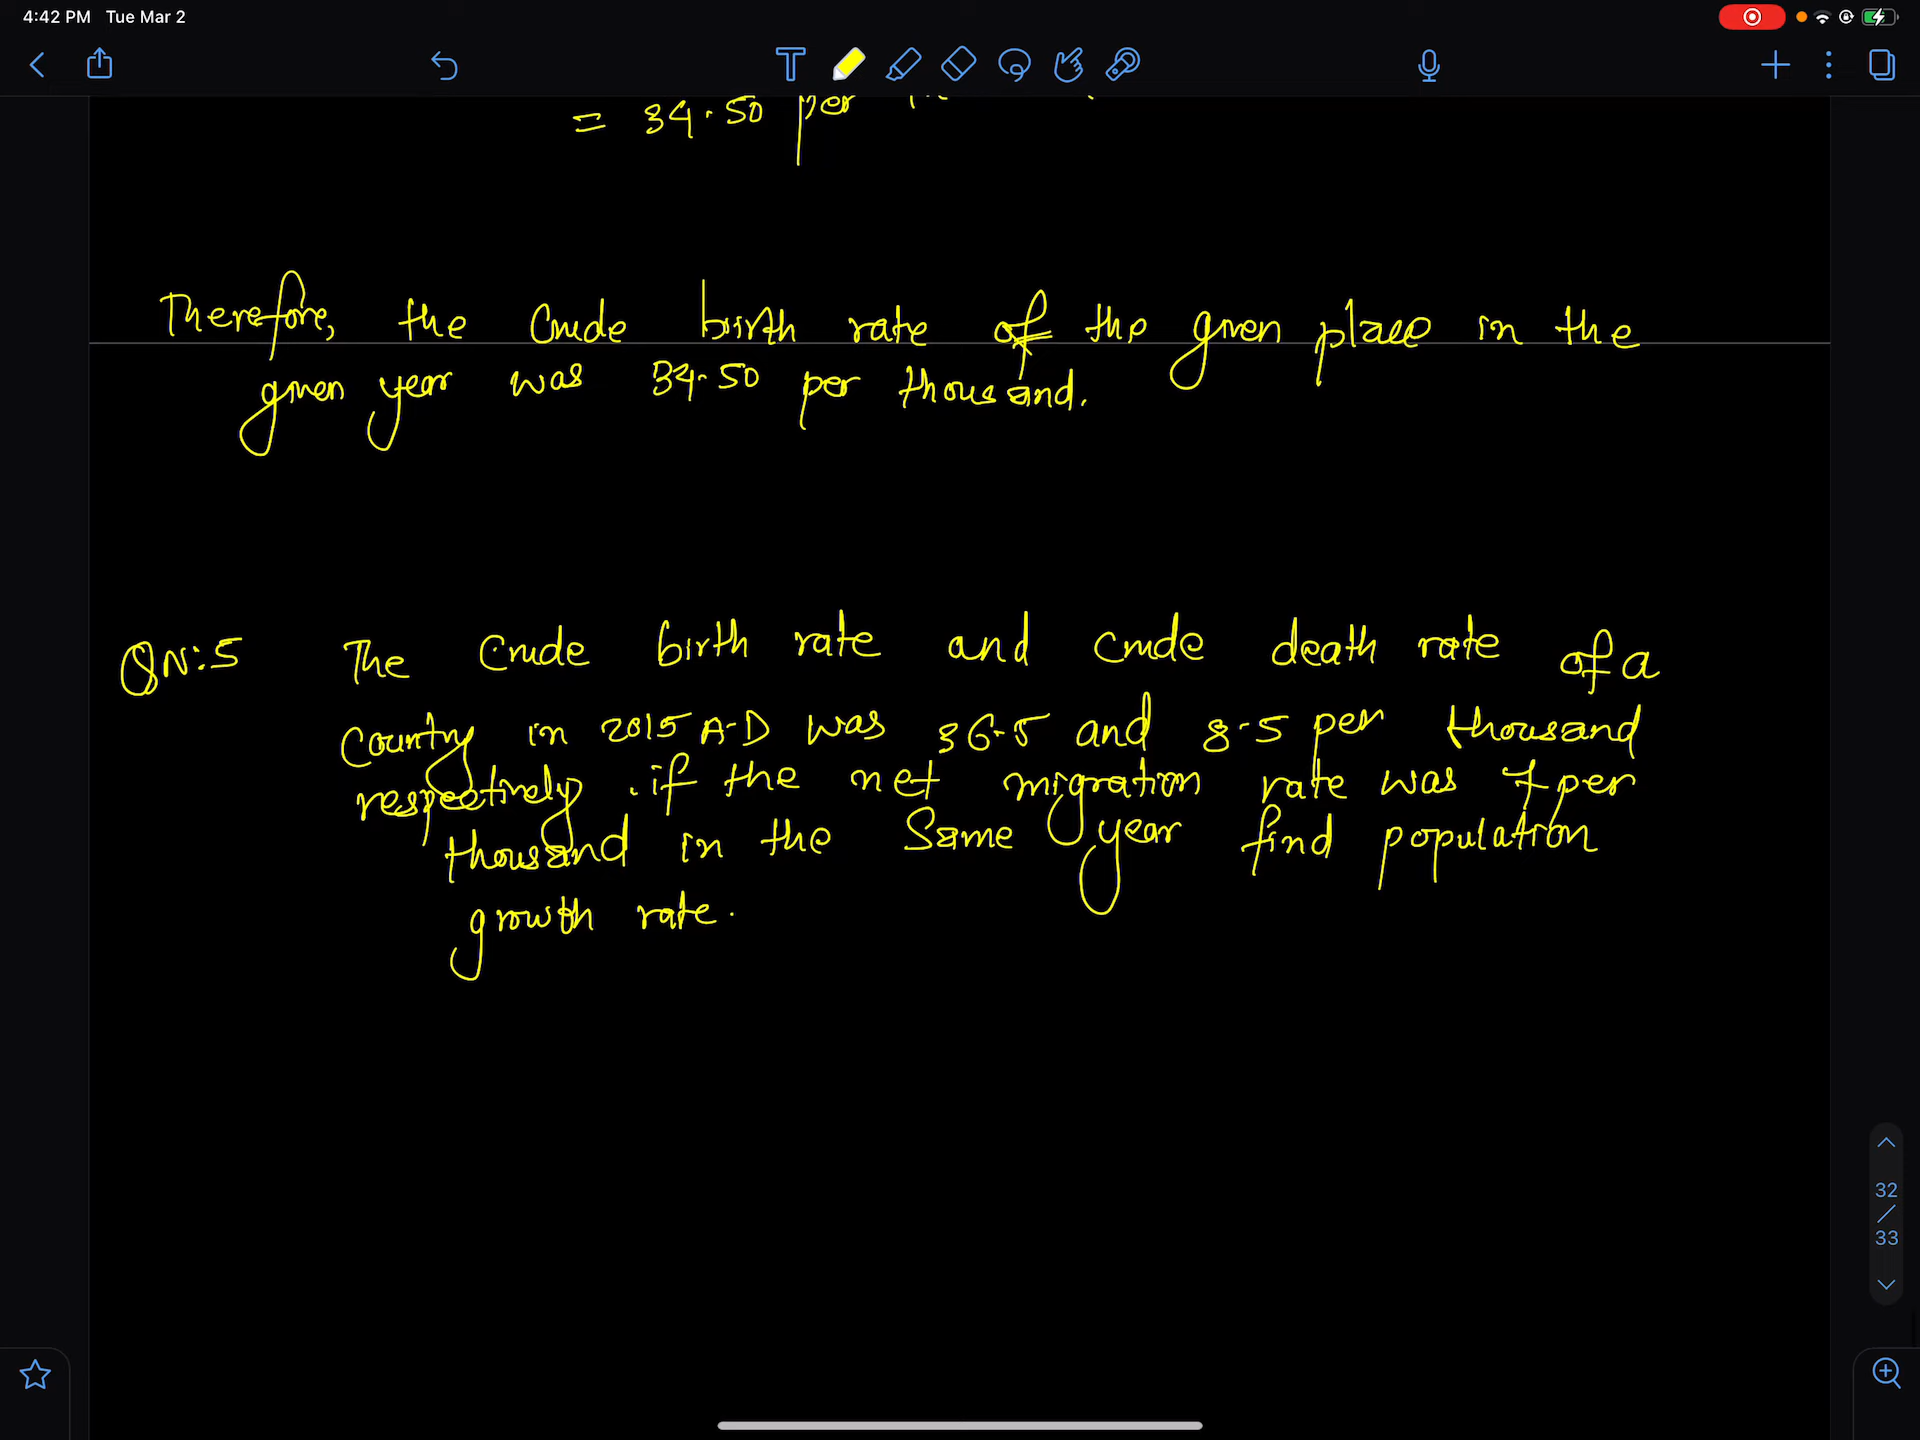 4:42 PM Tue Mar 2
= 34.50 per
Therefore, the Crude birth rate of the given place in the
given year was 34.50 per thousand.
QN:5 The Crude birth rate and crude death rate of a
Country in 2015 A.D was 36.5 and 8.5 per thousand
respectively . if the net migration rate was 7 per
thousand in the Same year find population
growth rate.
32
/
33